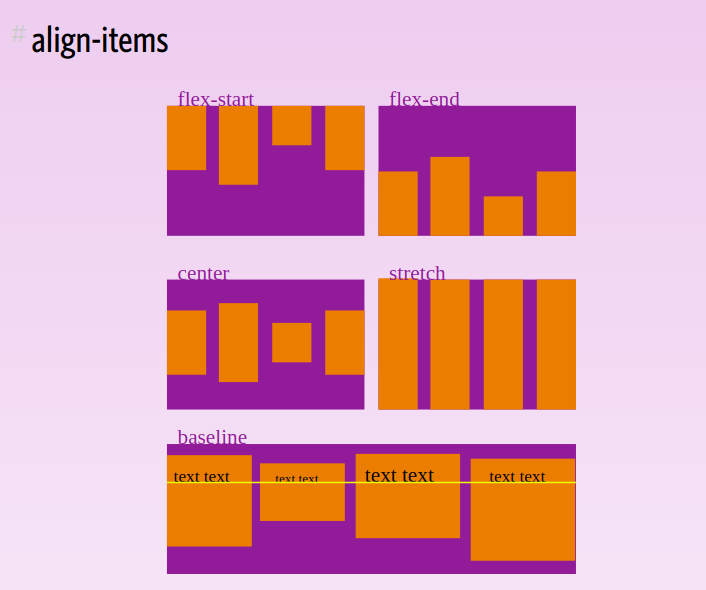 # align-items
flex-start
flex-end
center
stretch
baseline
text text
text text
text text
text text